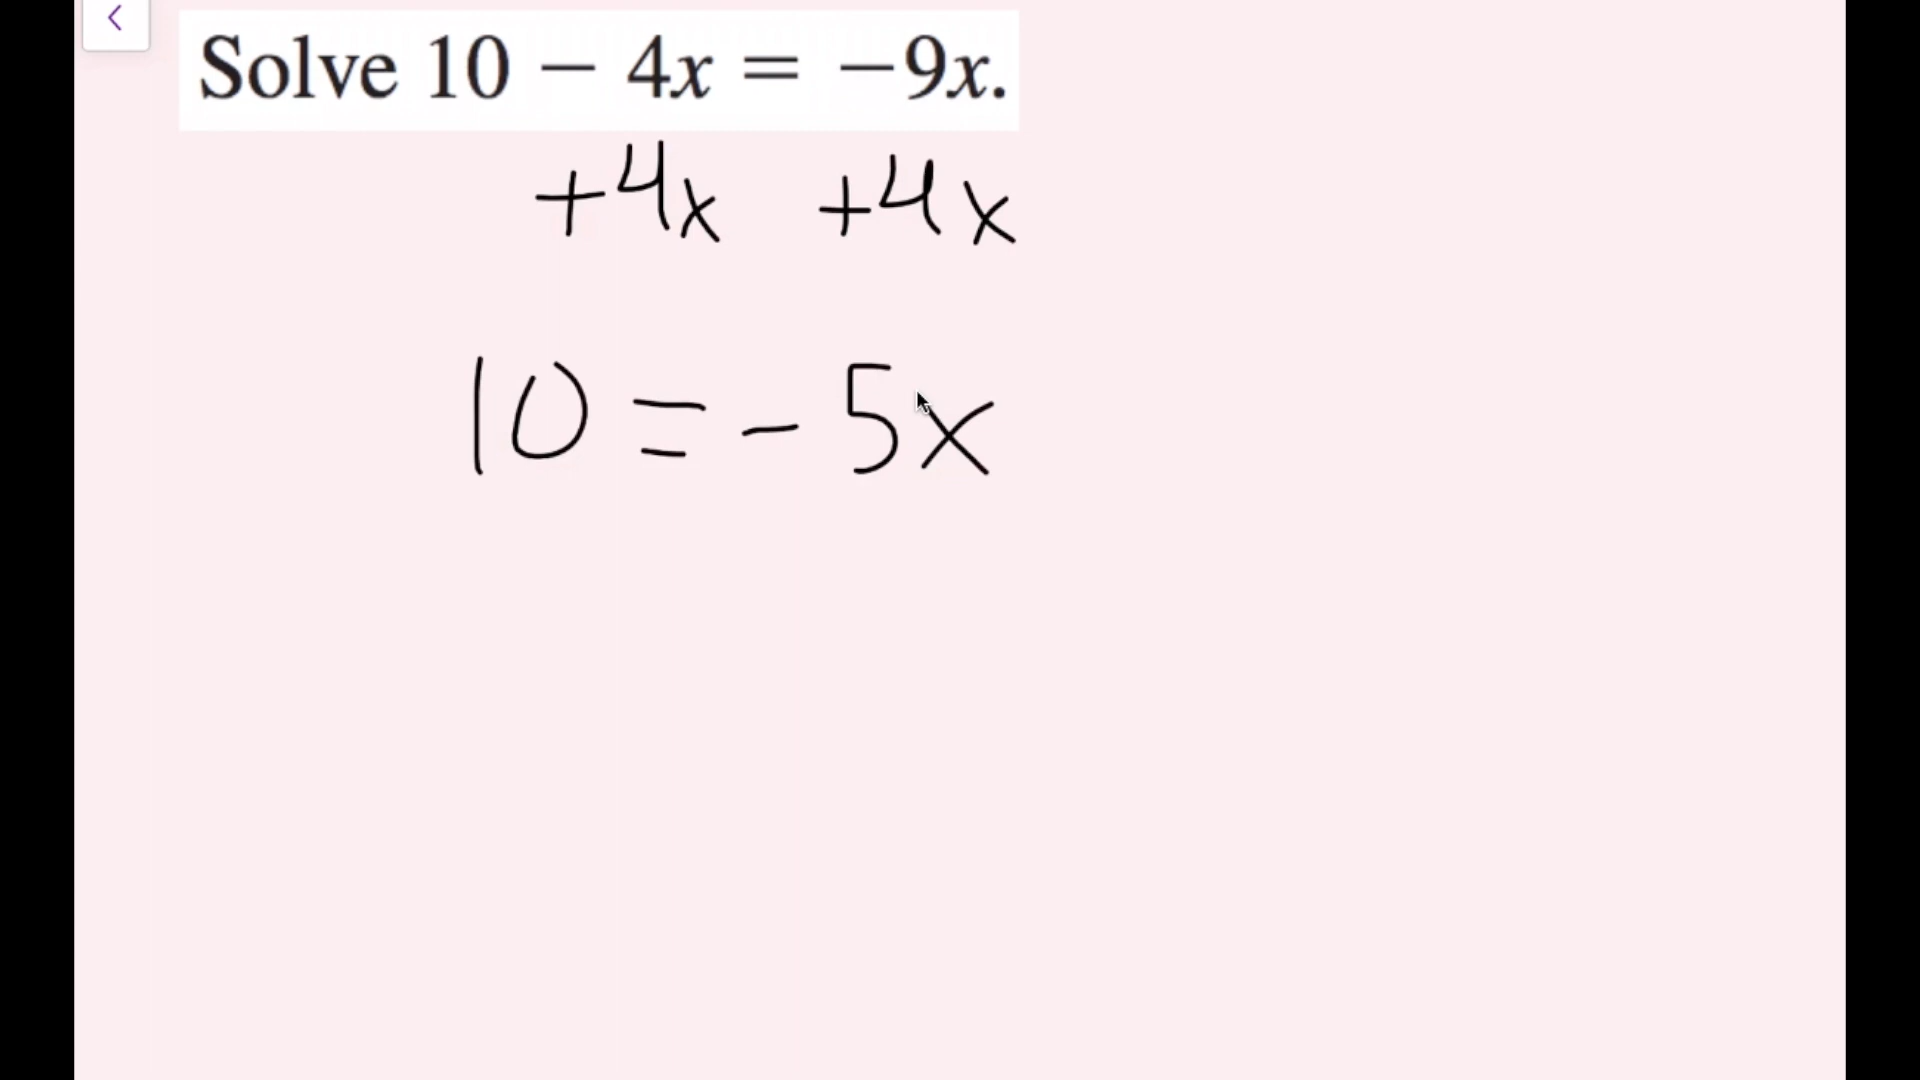 Solve 10 − 4x = −9x.
+4x +4x
10 = - 5x